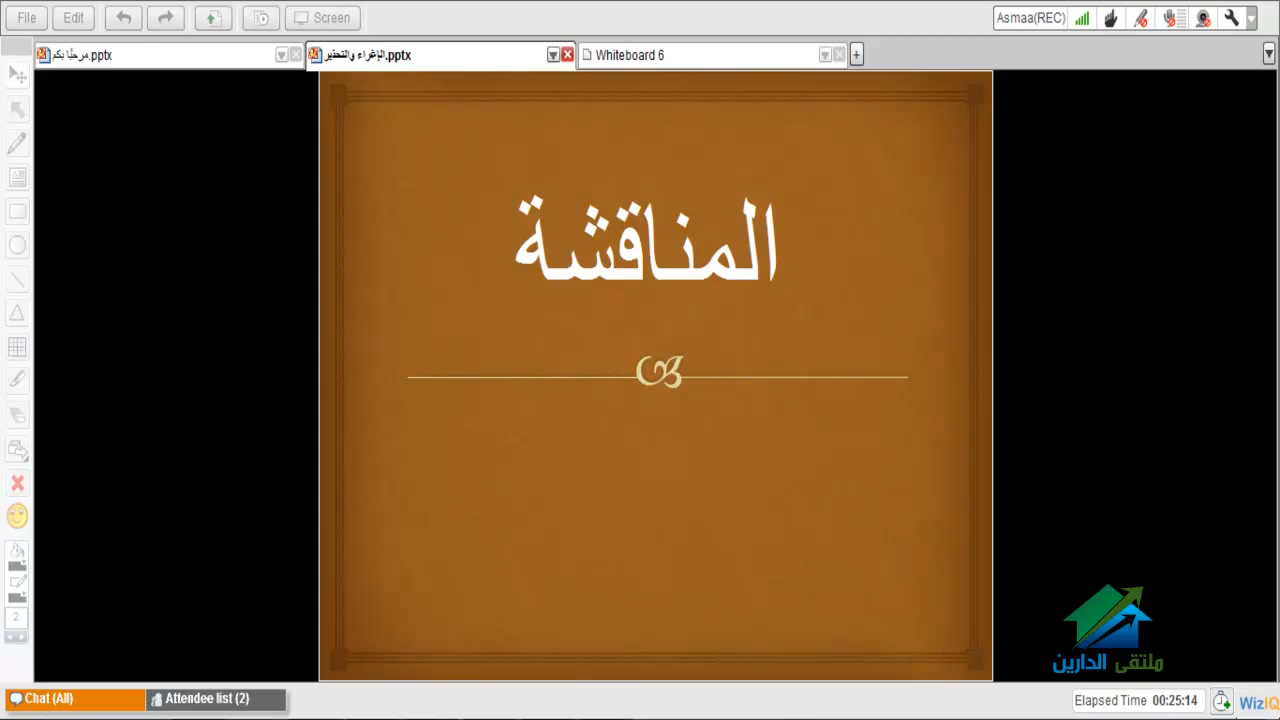 File Edit Screen Asmaa(REC)
مرحبًا بكم.pptx
الإغراء والتحذير.pptx
Whiteboard 6
المناقشة
2
ملتقى الدارين
Chat (All)
Attendee list (2)
Elapsed Time 00:25:14
WizIQ